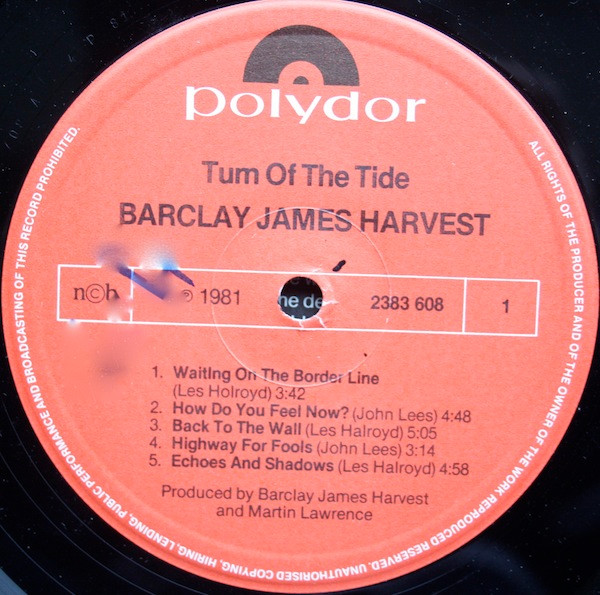 polydor
Turn Of The Tide
BARCLAY JAMES HARVEST
n©b
℗ 1981
he de
2383 608
1
1. Waiting On The Border Line
(Les Holroyd) 3:42
2. How Do You Feel Now? (John Lees) 4:48
3. Back To The Wall (Les Halroyd) 5:05
4. Highway For Fools (John Lees) 3:14
5. Echoes And Shadows (Les Halroyd) 4:58
Produced by Barclay James Harvest
and Martin Lawrence
ALL RIGHTS OF THE PRODUCER AND OF THE OWNER OF THE WORK REPRODUCED RESERVED. UNAUTHORISED COPYING, HIRING, LENDING, PUBLIC PERFORMANCE AND BROADCASTING OF THIS RECORD PROHIBITED.